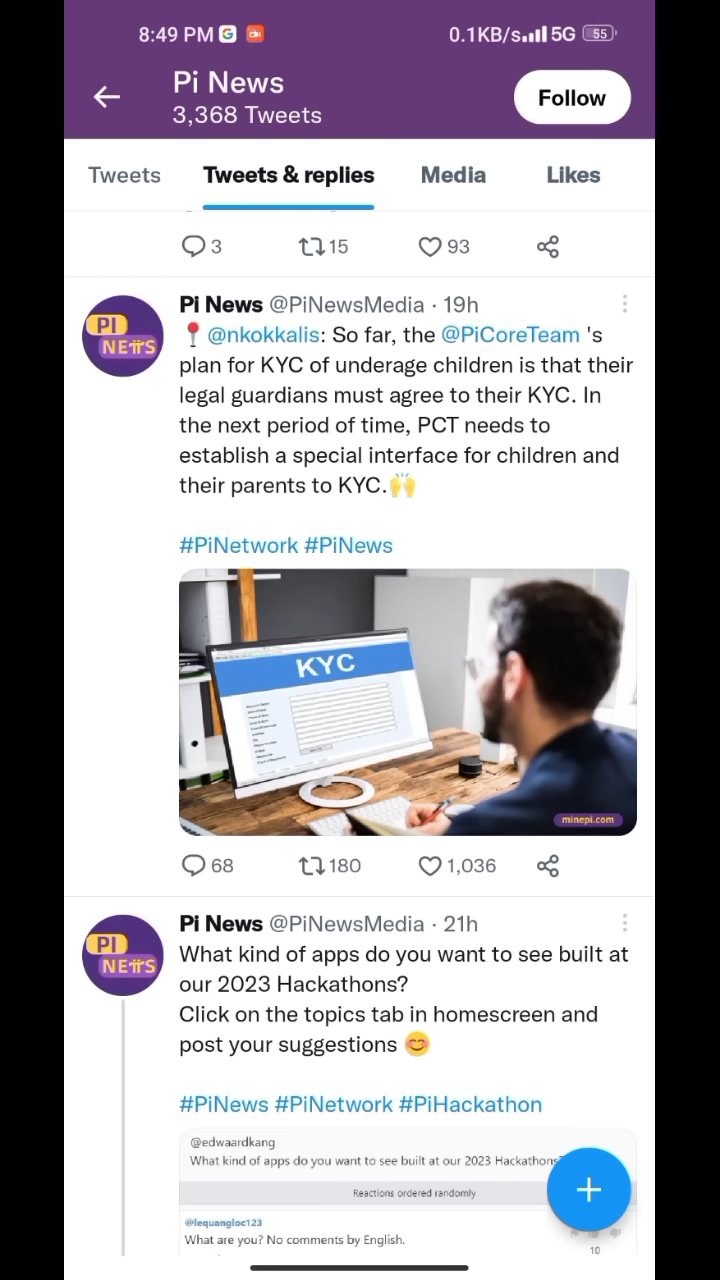 8:49 PM
0.1KB/s 5G 55
Pi News
3,368 Tweets
Follow
Tweets
Tweets & replies
Media
Likes
3
15
93
PI
NEWS
Pi News @PiNewsMedia · 19h
📍@nkokkalis: So far, the @PiCoreTeam 's
plan for KYC of underage children is that their
legal guardians must agree to their KYC. In
the next period of time, PCT needs to
establish a special interface for children and
their parents to KYC.🙌
#PiNetwork #PiNews
KYC
minepi.com
68
180
1,036
PI
NEWS
Pi News @PiNewsMedia · 21h
What kind of apps do you want to see built at
our 2023 Hackathons?
Click on the topics tab in homescreen and
post your suggestions 😊
#PiNews #PiNetwork #PiHackathon
@edwaardkang
What kind of apps do you want to see built at our 2023 Hackathons
Reactions ordered randomly
@lequangloc123
What are you? No comments by English.
10